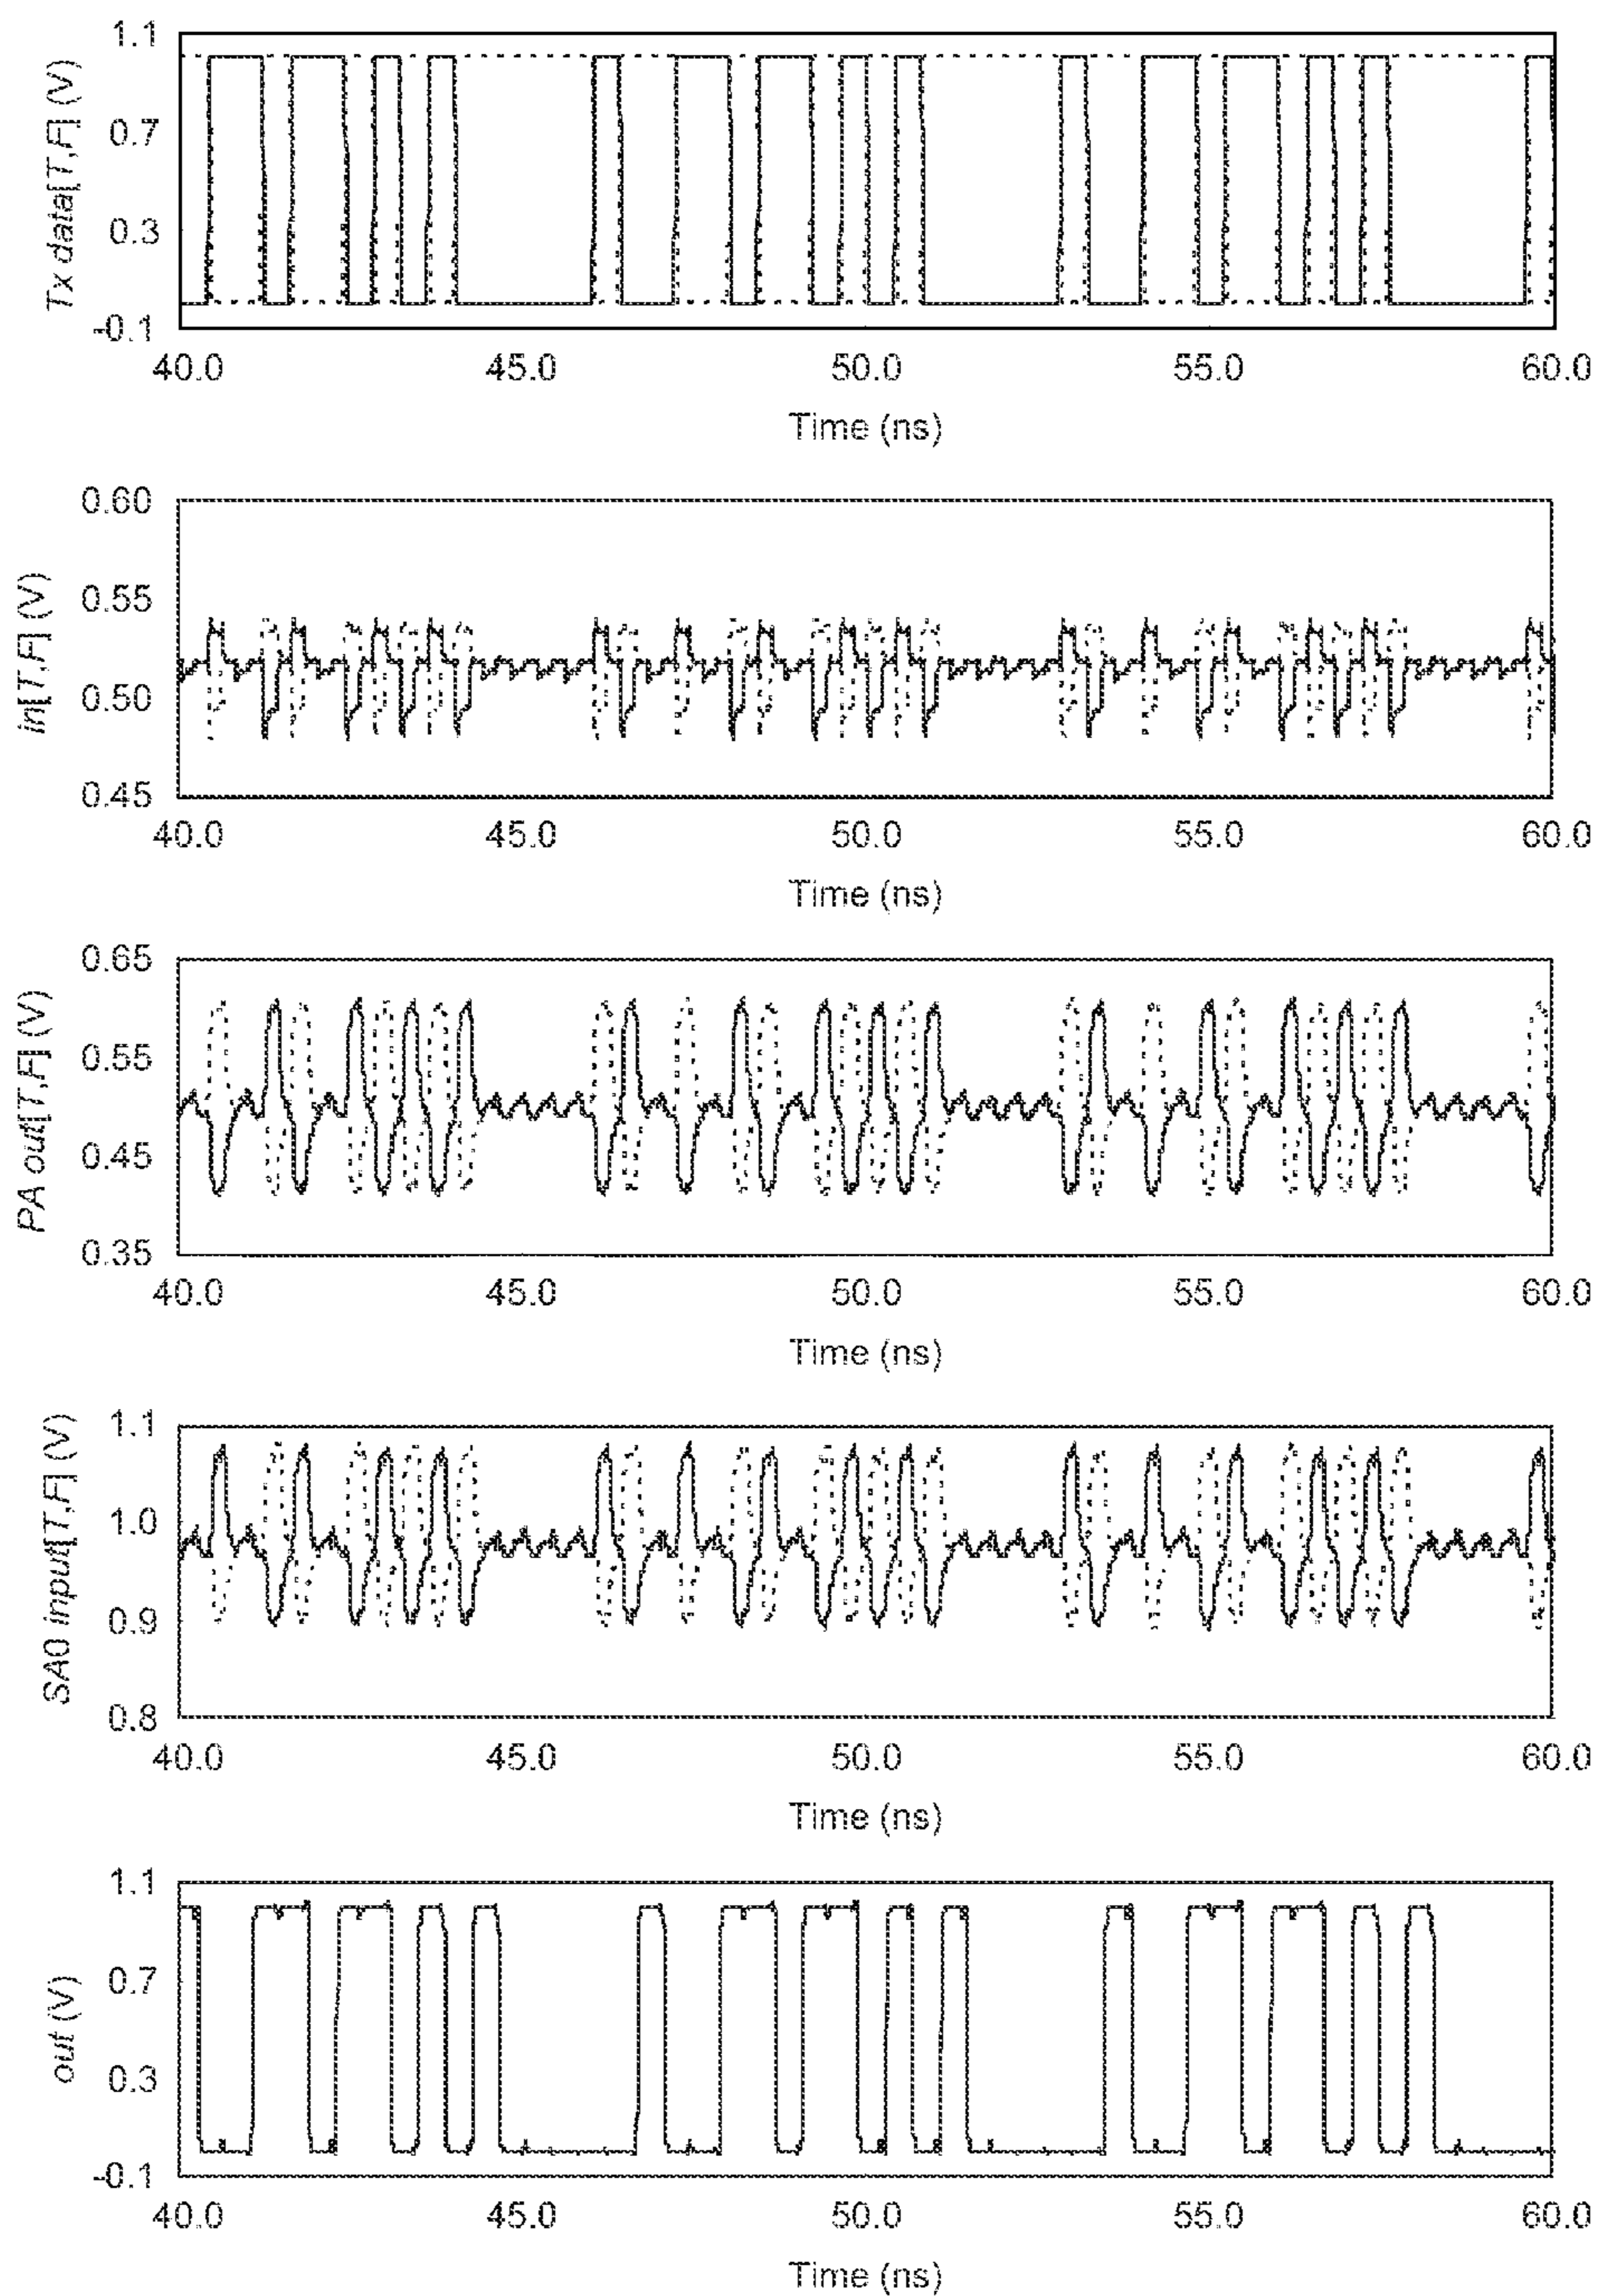 Tx data[T,F] (V)
1.1
0.7
0.3
-0.1
40.0 45.0 50.0 55.0 60.0
Time (ns)
in[T,F] (V)
0.60
0.55
0.50
0.45
40.0 45.0 50.0 55.0 60.0
Time (ns)
PA out[T,F] (V)
0.65
0.55
0.45
0.35
40.0 45.0 50.0 55.0 60.0
Time (ns)
SA0 input[T,F] (V)
1.1
1.0
0.9
0.8
40.0 45.0 50.0 55.0 60.0
Time (ns)
out (V)
1.1
0.7
0.3
-0.1
40.0 45.0 50.0 55.0 60.0
Time (ns)